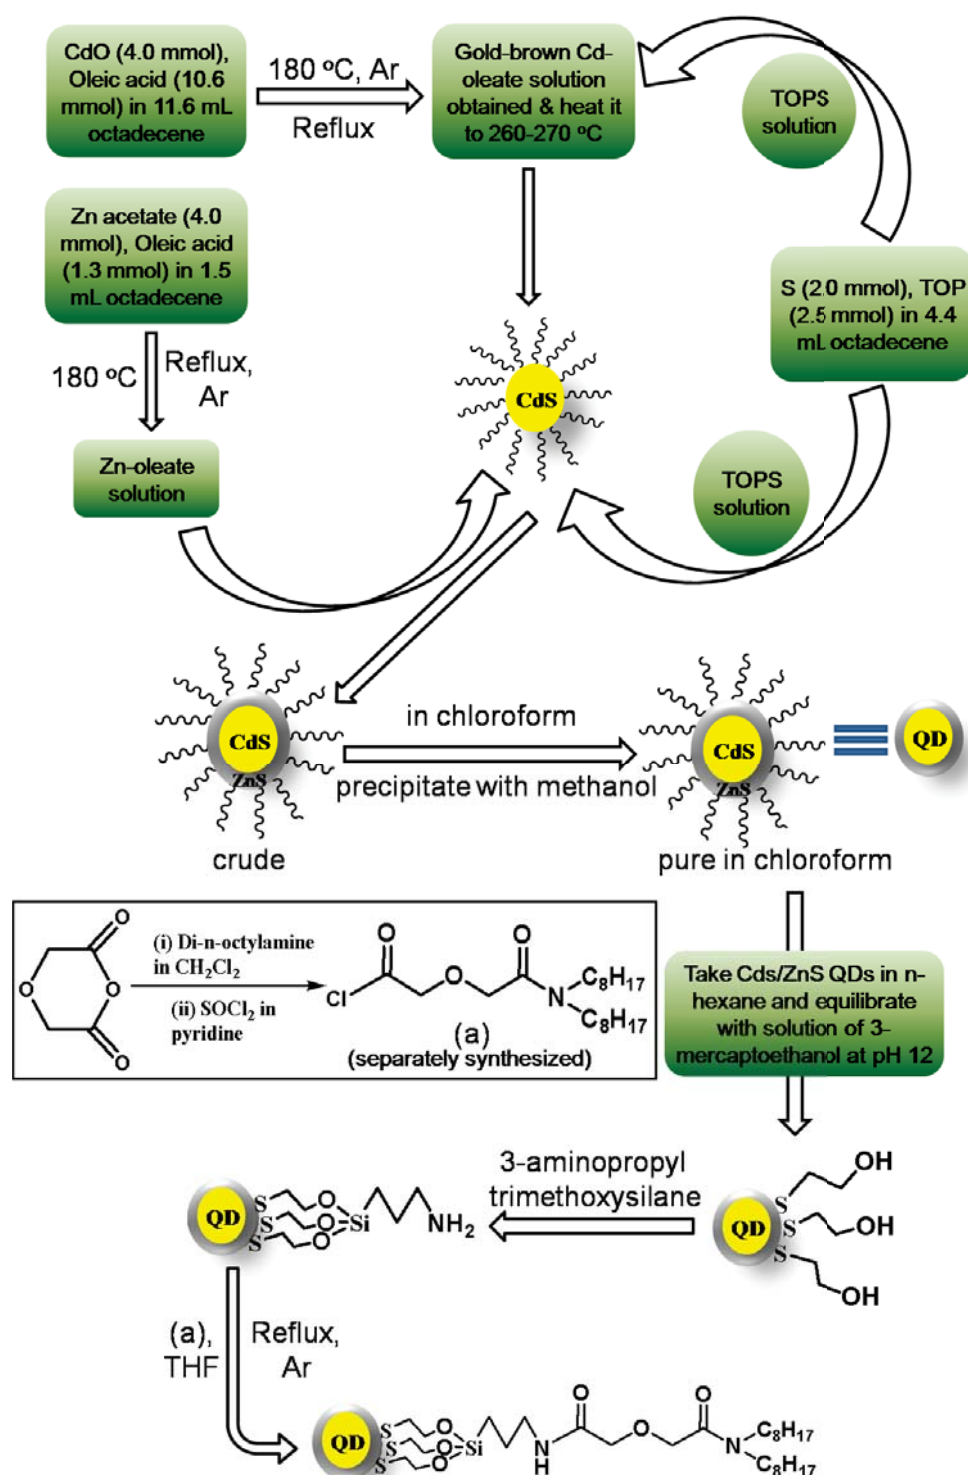 CdO (4.0 mmol),
Oleic acid (10.6
mmol) in 11.6 mL
octadecene
180 °C, Ar
Reflux
Gold-brown Cd-
oleate solution
obtained & heat it
to 260-270 °C
TOPS
solution
Zn acetate (4.0
mmol), Oleic acid
(1.3 mmol) in 1.5
mL octadecene
S (2.0 mmol), TOP
(2.5 mmol) in 4.4
mL octadecene
180 °C
Reflux,
Ar
CdS
Zn-oleate
solution
TOPS
solution
CdS
ZnS
crude
in chloroform
precipitate with methanol
CdS
ZnS
pure in chloroform
QD
O
O
O
O
(i) Di-n-octylamine
in CH₂Cl₂
(ii) SOCl₂ in
pyridine
O
O
Cl
O
N
C₈H₁₇
C₈H₁₇
(a)
(separately synthesized)
Take Cds/ZnS QDs in n-
hexane and equilibrate
with solution of 3-
mercaptoethanol at pH 12
3-aminopropyl
trimethoxysilane
QD
S
S
S
O
O
O
Si
NH₂
QD
S
S
S
OH
OH
OH
(a),
THF
Reflux,
Ar
QD
S
S
S
O
O
O
Si
N
H
O
O
O
N
C₈H₁₇
C₈H₁₇